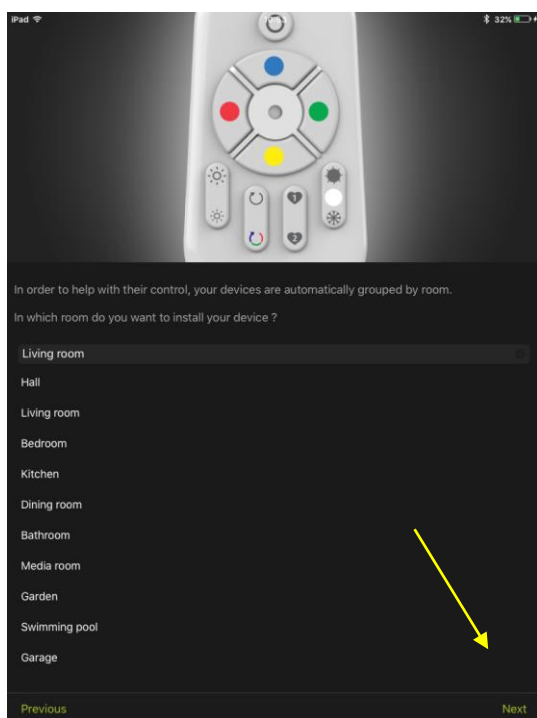 iPad
32%
1
2
In order to help with their control, your devices are automatically grouped by room.
In which room do you want to install your device ?
Living room
Hall
Living room
Bedroom
Kitchen
Dining room
Bathroom
Media room
Garden
Swimming pool
Garage
Previous Next